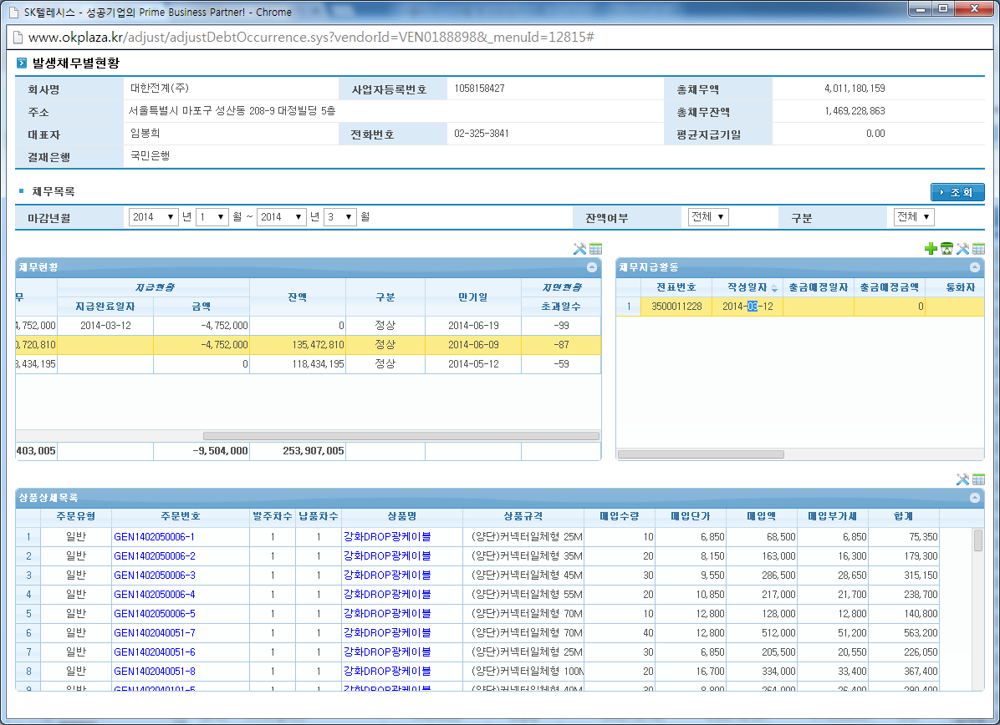 SK텔레시스 - 성공기업의 Prime Business Partner! - Chrome
www.okplaza.kr/adjust/adjustDebtOccurrence.sys?vendorId=VEN0188898&_menuId=12815#
발생채무별현황
회사명 대한전계(주) 사업자등록번호 1058158427 총채무액 4,011,180,159
주소 서울특별시 마포구 성산동 208-9 대정빌딩 5층 총채무잔액 1,469,228,863
대표자 임봉희 전화번호 02-325-3841 평균지급기일 0.00
결재은행 국민은행
채무목록 조회
마감년월 2014 년 1 월 ~ 2014 년 3 월 잔액여부 전체 구분 전체
채무현황
무 지급현황 잔액 구분 만기일 지연현황
지급완료일자 금액 초과일수
4,752,000 2014-03-12 -4,752,000 0 정상 2014-06-19 -99
0,720,810 -4,752,000 135,472,810 정상 2014-06-09 -87
3,434,195 0 118,434,195 정상 2014-05-12 -59
403,005 -9,504,000 253,907,005
채무지급활동
전표번호 작성일자 출금예정일자 출금예정금액 통화자
1 3500011228 2014-03-12 0
상품상세목록
주문유형 주문번호 발주차수 납품차수 상품명 상품규격 매입수량 매입단가 매입액 매입부가세 합계
1 일반 GEN1402050006-1 1 1 강화DROP광케이블 (양단)커넥터일체형 25M 10 6,850 68,500 6,850 75,350
2 일반 GEN1402050006-2 1 1 강화DROP광케이블 (양단)커넥터일체형 35M 20 8,150 163,000 16,300 179,300
3 일반 GEN1402050006-3 1 1 강화DROP광케이블 (양단)커넥터일체형 45M 30 9,550 286,500 28,650 315,150
4 일반 GEN1402050006-4 1 1 강화DROP광케이블 (양단)커넥터일체형 55M 20 10,850 217,000 21,700 238,700
5 일반 GEN1402050006-5 1 1 강화DROP광케이블 (양단)커넥터일체형 70M 10 12,800 128,000 12,800 140,800
6 일반 GEN1402040051-7 1 1 강화DROP광케이블 (양단)커넥터일체형 70M 40 12,800 512,000 51,200 563,200
7 일반 GEN1402040051-6 1 1 강화DROP광케이블 (양단)커넥터일체형 25M 30 6,850 205,500 20,550 226,050
8 일반 GEN1402040051-8 1 1 강화DROP광케이블 (양단)커넥터일체형 100M 20 16,700 334,000 33,400 367,400
9 일반 GEN1402040101-5 1 1 강화DROP광케이블 (양단)커넥터일체형 40M 30 8,800 264,000 26,400 290,400